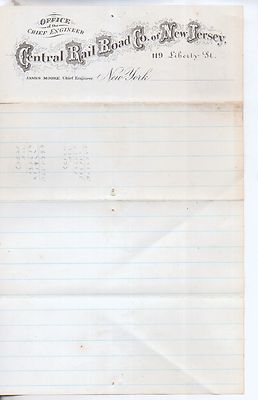 OFFICE
of the
CHIEF ENGINEER
Central Rail Road Co. of New Jersey,
119 Liberty St.
JAMES MOORE, Chief Engineer
New York